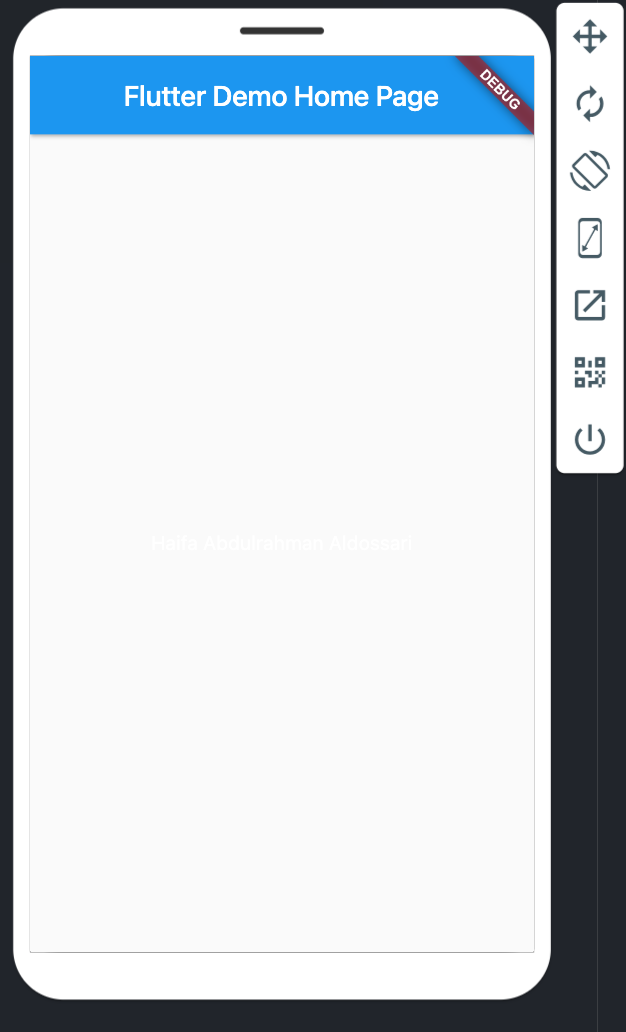 Flutter Demo Home Page
DEBUG
Haifa Abdulrahman Aldossari